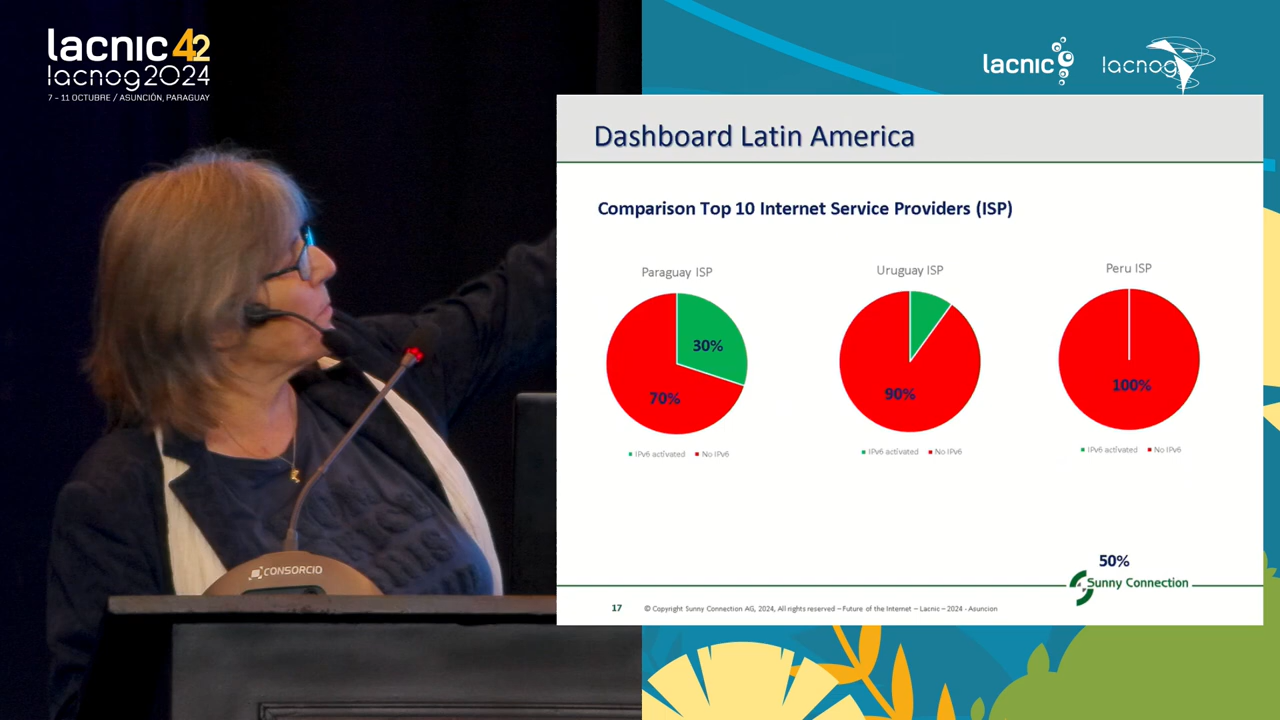 lacnic 42
lacnog2024
7 - 11 OCTUBRE / ASUNCIÓN, PARAGUAY
lacnic
lacnog
Dashboard Latin America
Comparison Top 10 Internet Service Providers (ISP)
Paraguay ISP
30%
70%
IPv6 activated
No IPv6
Uruguay ISP
90%
IPv6 activated
No IPv6
Peru ISP
100%
IPv6 activated
No IPv6
50%
Sunny Connection
17
© Copyright Sunny Connection AG, 2024, All rights reserved – Future of the Internet – Lacnic – 2024 - Asuncion
CONSORCIO